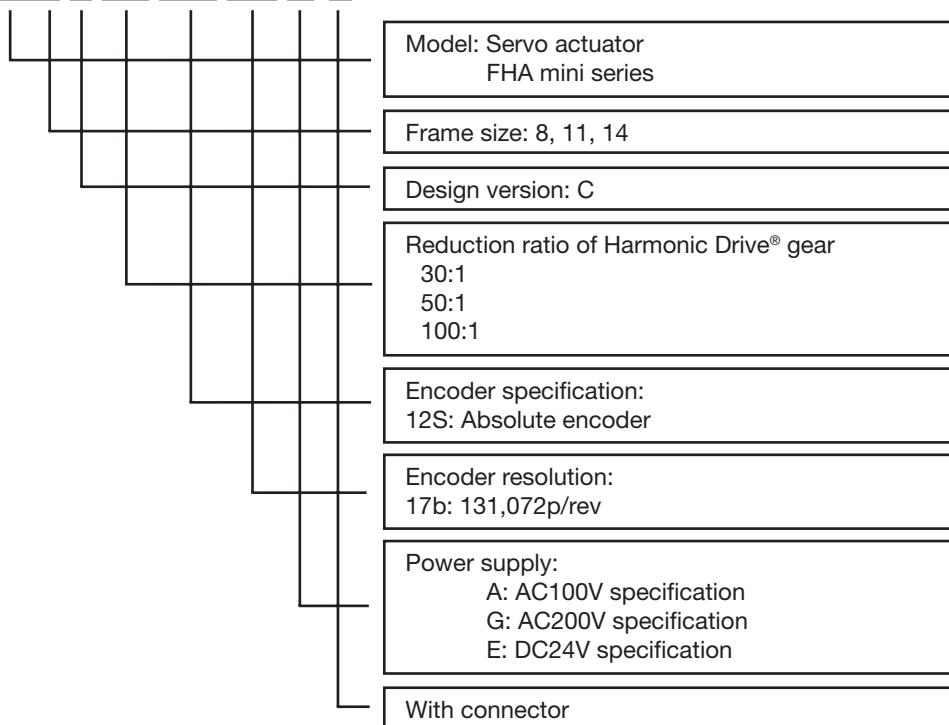 Model: Servo actuator
FHA mini series
Frame size: 8, 11, 14
Design version: C
Reduction ratio of Harmonic Drive® gear
30:1
50:1
100:1
Encoder specification:
12S: Absolute encoder
Encoder resolution:
17b: 131,072p/rev
Power supply:
A: AC100V specification
G: AC200V specification
E: DC24V specification
With connector